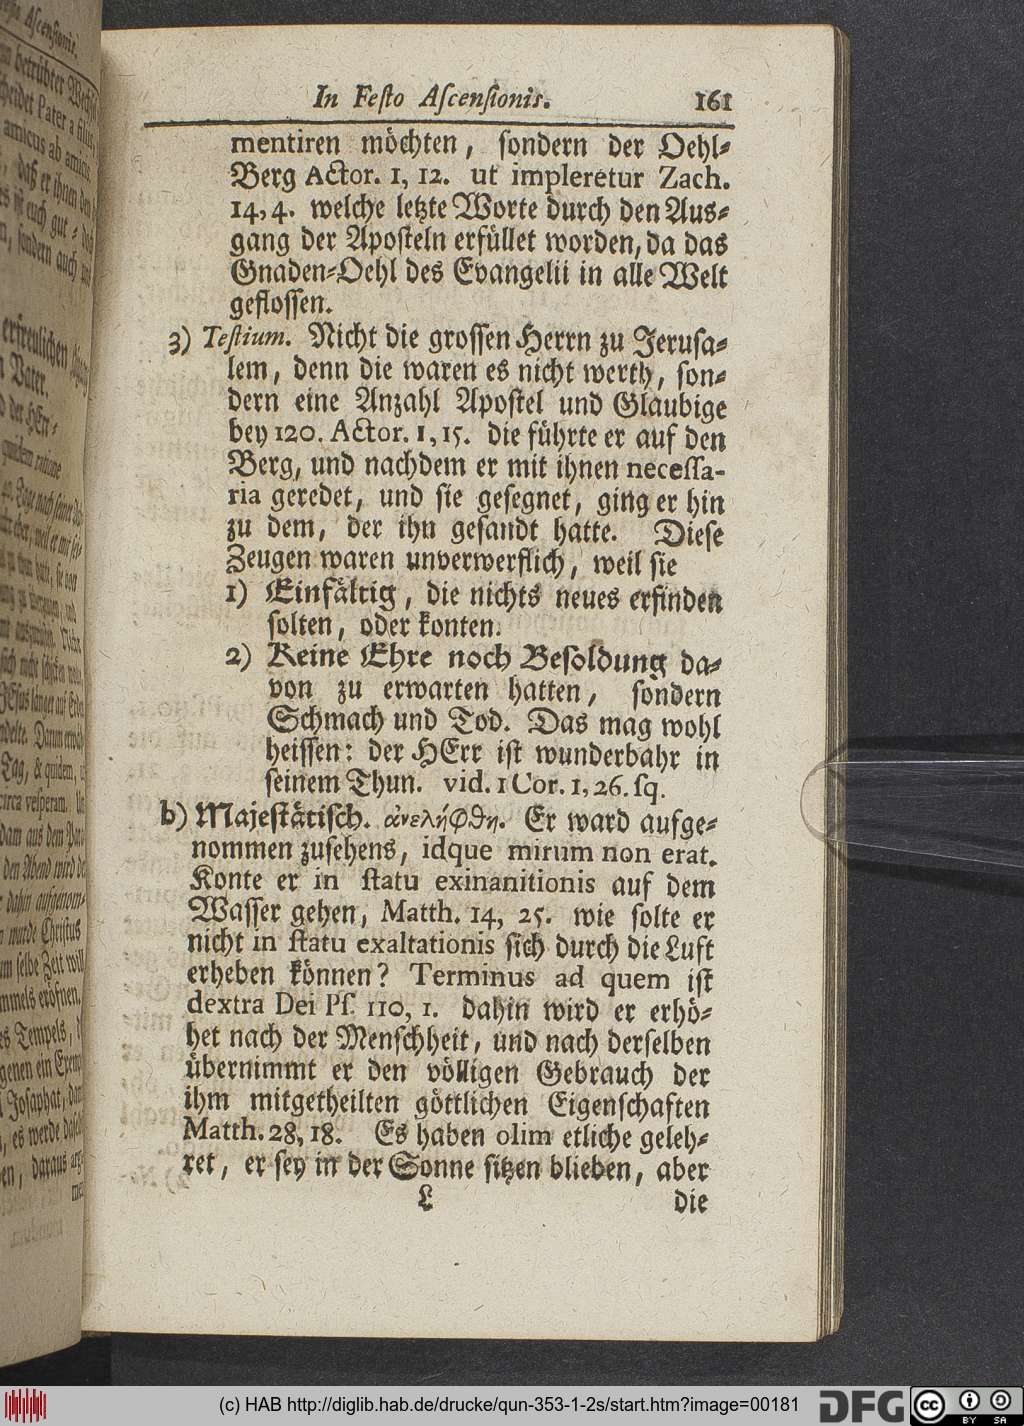 In Feſto Aſcenſionis. 161
mentiren möchten, ſondern der Oehl-
Berg Actor. 1, 12. ut impleretur Zach.
14, 4. welche letzte Worte durch den Aus-
gang der Apoſteln erfüllet worden, da das
Gnaden-Oehl des Evangelii in alle Welt
gefloſſen.
3) Teſtium. Nicht die groſſen Herrn zu Jeruſa-
lem, denn die waren es nicht werth, ſon-
dern eine Anzahl Apoſtel und Glaubige
bey 120. Actor. 1, 15. die führte er auf den
Berg, und nachdem er mit ihnen neceſſa-
ria geredet, und ſie geſegnet, ging er hin
zu dem, der ihn geſandt hatte. Dieſe
Zeugen waren unverwerflich, weil ſie
1) Einfältig, die nichts neues erfinden
ſolten, oder konten.
2) Keine Ehre noch Beſoldung da-
von zu erwarten hatten, ſondern
Schmach und Tod. Das mag wohl
heiſſen: der HErr iſt wunderbahr in
ſeinem Thun. vid. 1 Cor. 1, 26. ſq.
b) Majeſtätiſch. ἀνελήφθη. Er ward aufge-
nommen zuſehens, idque mirum non erat.
Konte er in ſtatu exinanitionis auf dem
Waſſer gehen, Matth. 14, 25. wie ſolte er
nicht in ſtatu exaltationis ſich durch die Luft
erheben können? Terminus ad quem iſt
dextra Dei Pſ. 110, 1. dahin wird er erhö-
het nach der Menſchheit, und nach derſelben
übernimmt er den völligen Gebrauch der
ihm mitgetheilten göttlichen Eigenſchaften
Matth. 28, 18. Es haben olim etliche geleh-
ret, er ſey in der Sonne ſitzen blieben, aber
L die
(c) HAB http://diglib.hab.de/drucke/qun-353-1-2s/start.htm?image=00181
DFG
cc BY SA